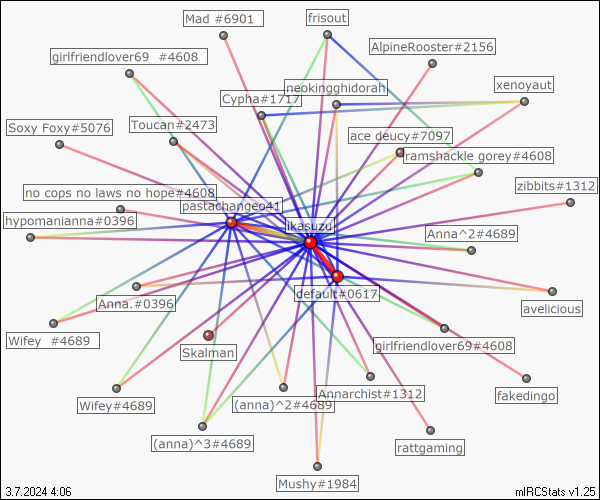 Mad #6901
frisout
girlfriendlover69 #4608
AlpineRooster#2156
neokingghidorah
xenoyaut
Cypha#1717
Soxy Foxy#5076
Toucan#2473
ace deucy#7097
ramshackle gorey#4608
no cops no laws no hope#4608
zibbits#1312
pastachangeo41
hypomanianna#0396
likasuzu
Anna^2#4689
default#0617
Anna.#0396
avelicious
Wifey #4689
girlfriendlover69#4608
Skalman
Annarchist#1312
fakedingo
Wifey#4689
(anna)^2#4689
(anna)^3#4689
rattgaming
Mushy#1984
3.7.2024 4:06
mIRCStats v1.25